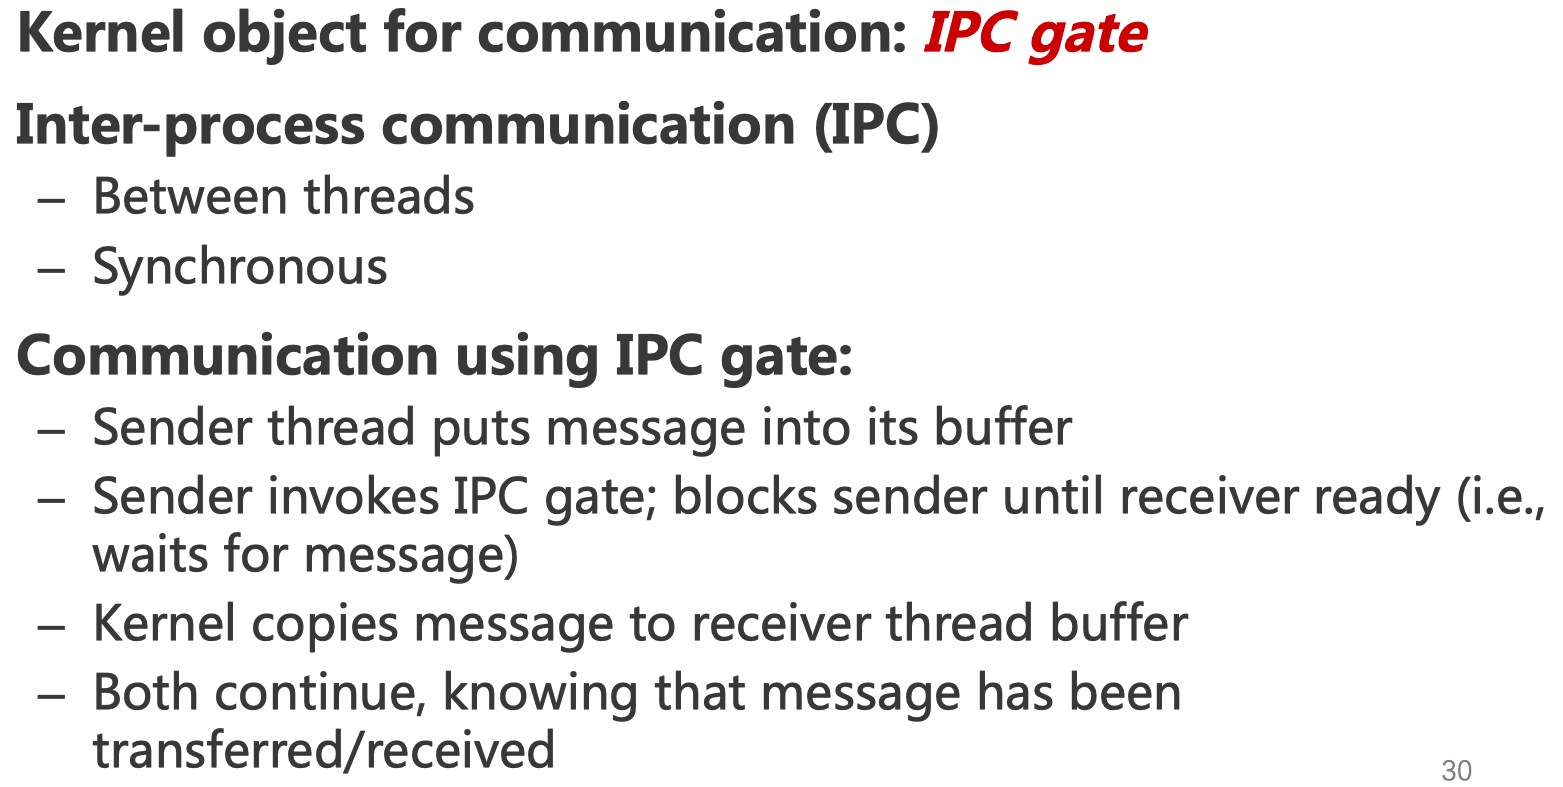 Kernel object for communication: IPC gate
Inter-process communication (IPC)
– Between threads
– Synchronous
Communication using IPC gate:
– Sender thread puts message into its buffer
– Sender invokes IPC gate; blocks sender until receiver ready (i.e.,
waits for message)
– Kernel copies message to receiver thread buffer
– Both continue, knowing that message has been
transferred/received
30